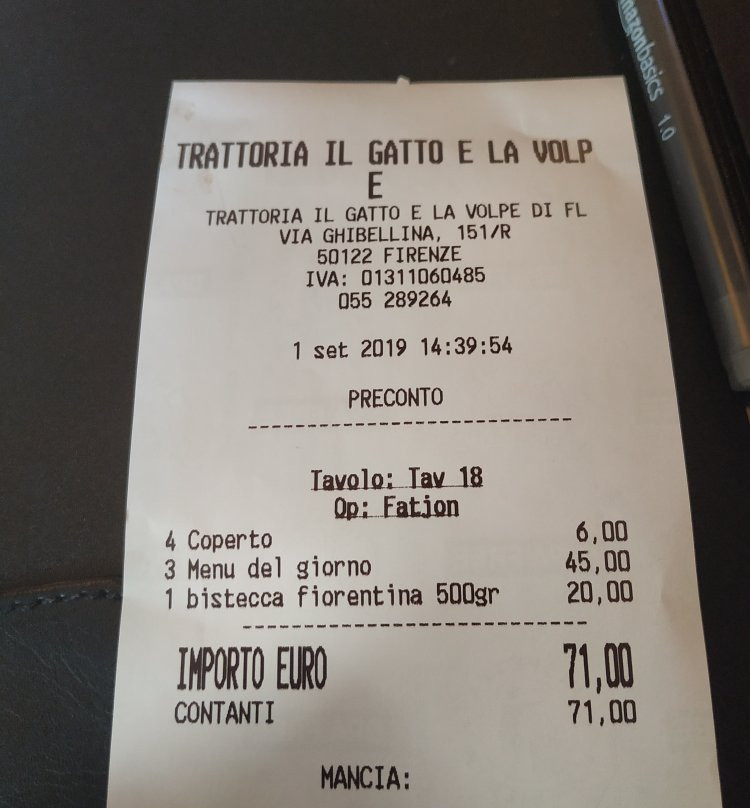 amazonbasics 1.0
TRATTORIA IL GATTO E LA VOLP
E
TRATTORIA IL GATTO E LA VOLPE DI FL
VIA GHIBELLINA, 151/R
50122 FIRENZE
IVA: 01311060485
055 289264
1 set 2019 14:39:54
PRECONTO
Tavolo: Tav 18
Op: Fatjon
4 Coperto 6,00
3 Menu del giorno 45,00
1 bistecca fiorentina 500gr 20,00
IMPORTO EURO 71,00
CONTANTI 71,00
MANCIA: